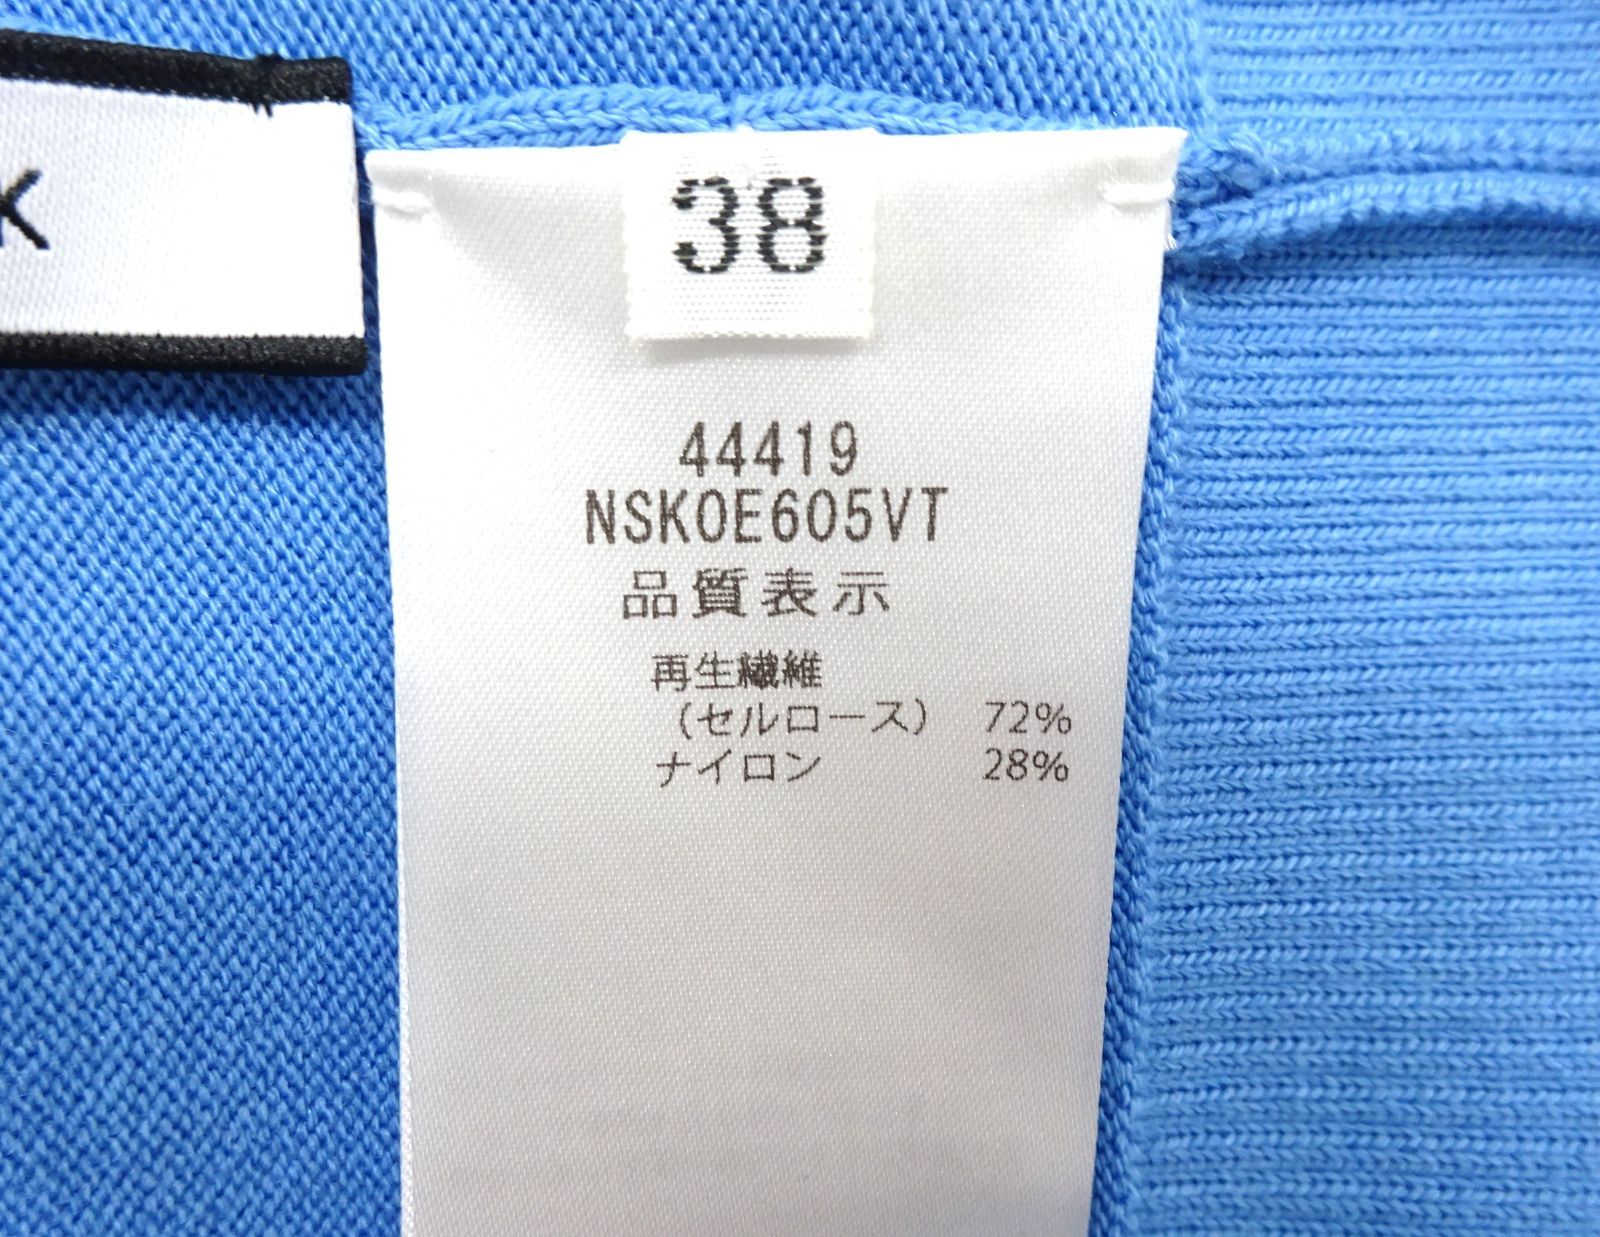 K
38
44419
NSK0E605VT
品質表示
再生繊維
(セルロース) 72%
ナイロン 28%